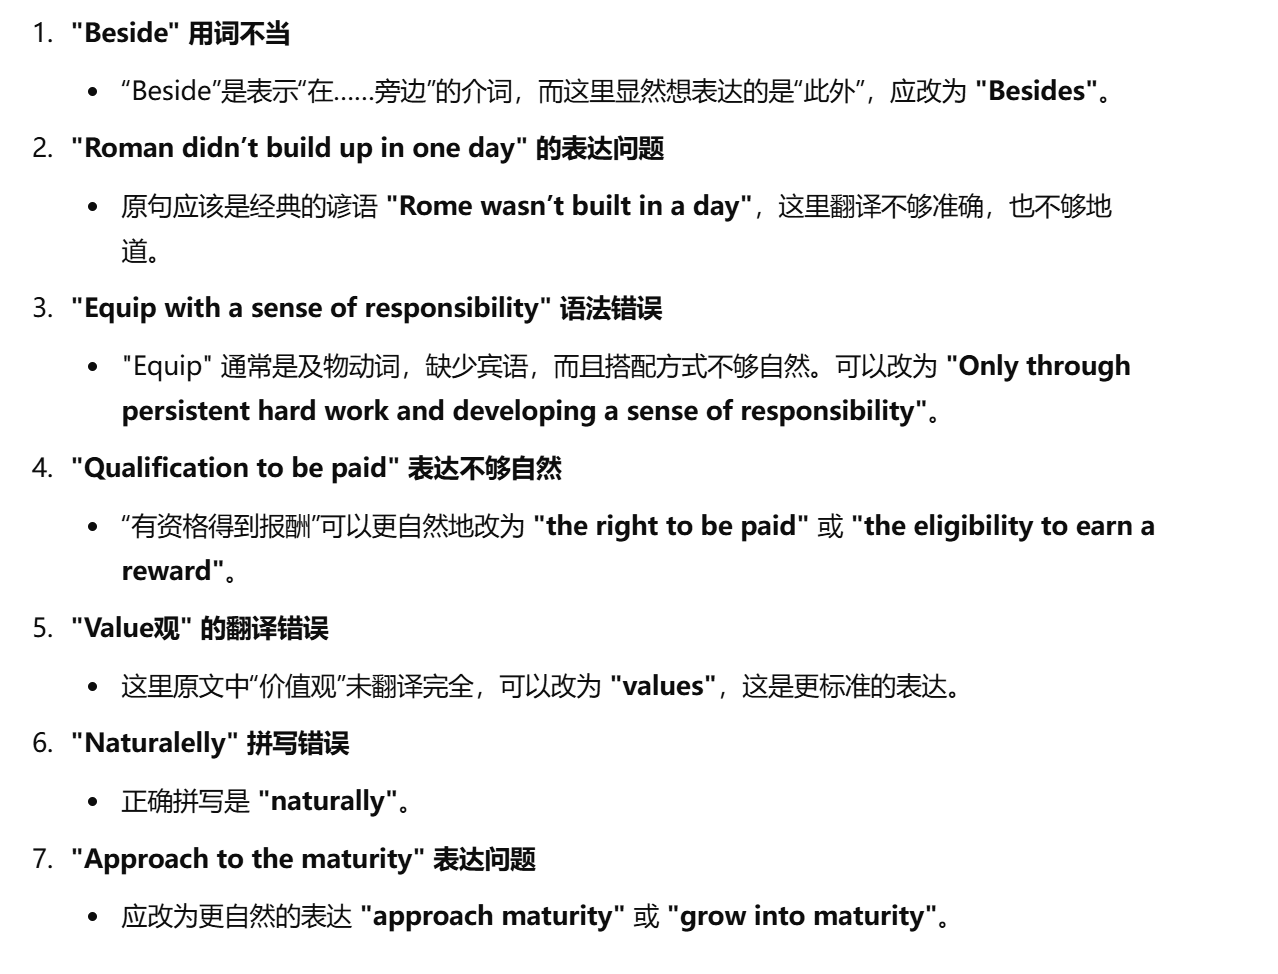 1. "Beside" 用词不当
• “Beside”是表示“在……旁边”的介词，而这里显然想表达的是“此外”，应改为 "Besides"。
2. "Roman didn’t build up in one day" 的表达问题
• 原句应该是经典的谚语 "Rome wasn’t built in a day"，这里翻译不够准确，也不够地
道。
3. "Equip with a sense of responsibility" 语法错误
• "Equip" 通常是及物动词，缺少宾语，而且搭配方式不够自然。可以改为 "Only through
persistent hard work and developing a sense of responsibility"。
4. "Qualification to be paid" 表达不够自然
• “有资格得到报酬”可以更自然地改为 "the right to be paid" 或 "the eligibility to earn a
reward"。
5. "Value观" 的翻译错误
• 这里原文中“价值观”未翻译完全，可以改为 "values"，这是更标准的表达。
6. "Naturalelly" 拼写错误
• 正确拼写是 "naturally"。
7. "Approach to the maturity" 表达问题
• 应改为更自然的表达 "approach maturity" 或 "grow into maturity"。